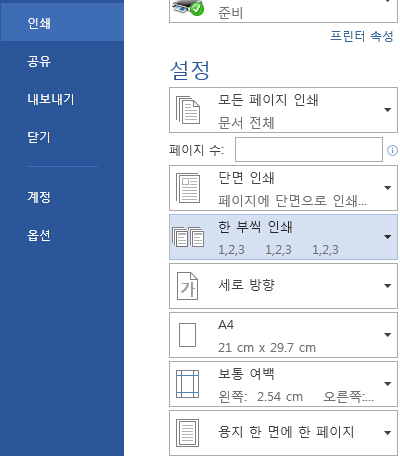 인쇄
공유
내보내기
닫기
계정
옵션
준비
프린터 속성
설정
모든 페이지 인쇄
문서 전체
페이지 수:
단면 인쇄
페이지에 단면으로 인쇄...
한 부씩 인쇄
1,2,3 1,2,3 1,2,3
세로 방향
A4
21 cm x 29.7 cm
보통 여백
왼쪽: 2.54 cm 오른쪽:...
용지 한 면에 한 페이지